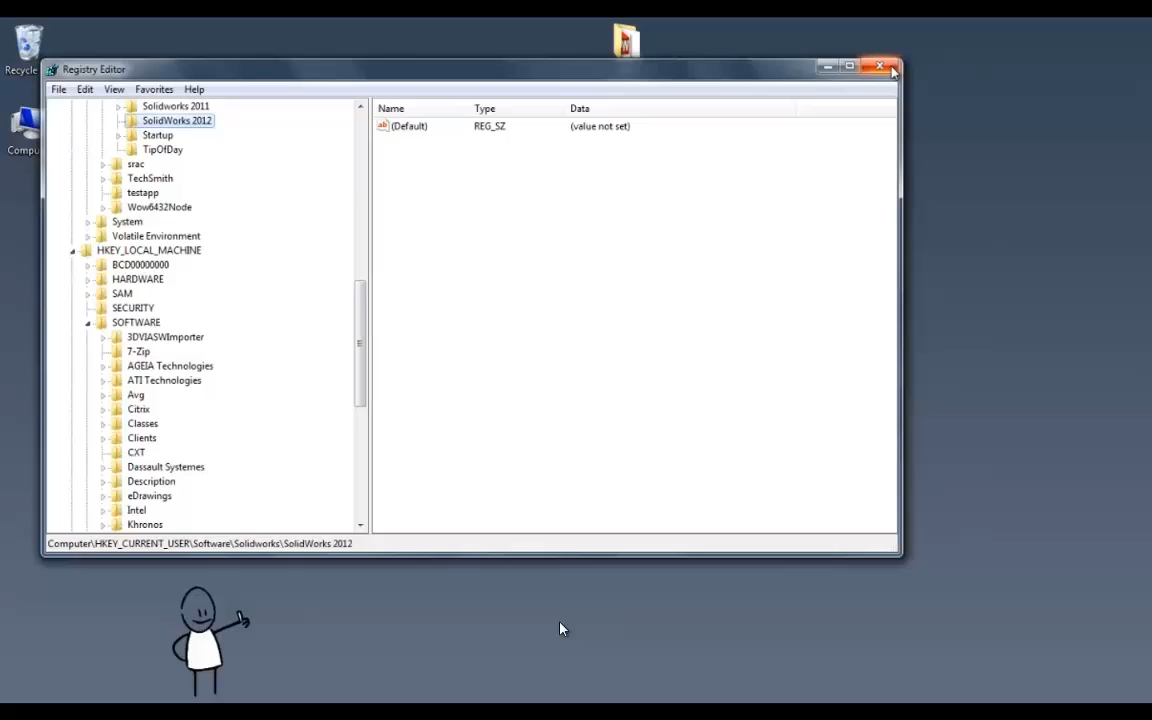 Recycle
Compu
Registry Editor
File Edit View Favorites Help
Solidworks 2011
SolidWorks 2012
Startup
TipOfDay
srac
TechSmith
testapp
Wow6432Node
System
Volatile Environment
HKEY_LOCAL_MACHINE
BCD00000000
HARDWARE
SAM
SECURITY
SOFTWARE
3DVIASWImporter
7-Zip
AGEIA Technologies
ATI Technologies
Avg
Citrix
Classes
Clients
CXT
Dassault Systemes
Description
eDrawings
Intel
Khronos
Name Type Data
ab (Default) REG_SZ (value not set)
Computer\HKEY_CURRENT_USER\Software\Solidworks\SolidWorks 2012